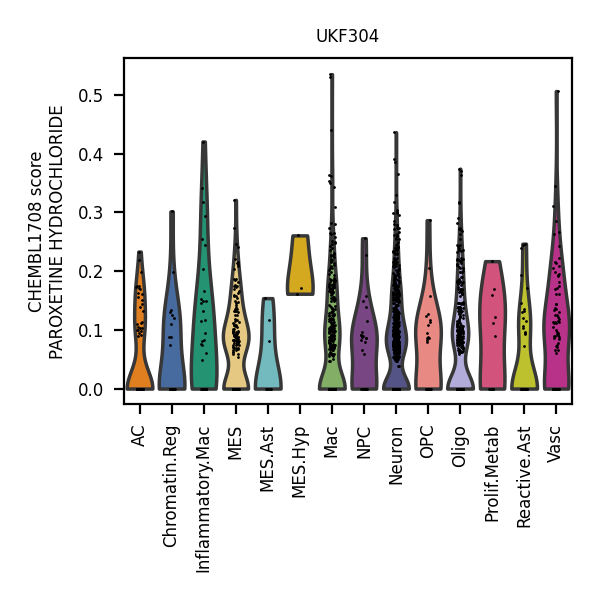 UKF304
CHEMBL1708 score
PAROXETINE HYDROCHLORIDE
0.5
0.4
0.3
0.2
0.1
0.0
AC
Chromatin.Reg
Inflammatory.Mac
MES
MES.Ast
MES.Hyp
Mac
NPC
Neuron
OPC
Oligo
Prolif.Metab
Reactive.Ast
Vasc